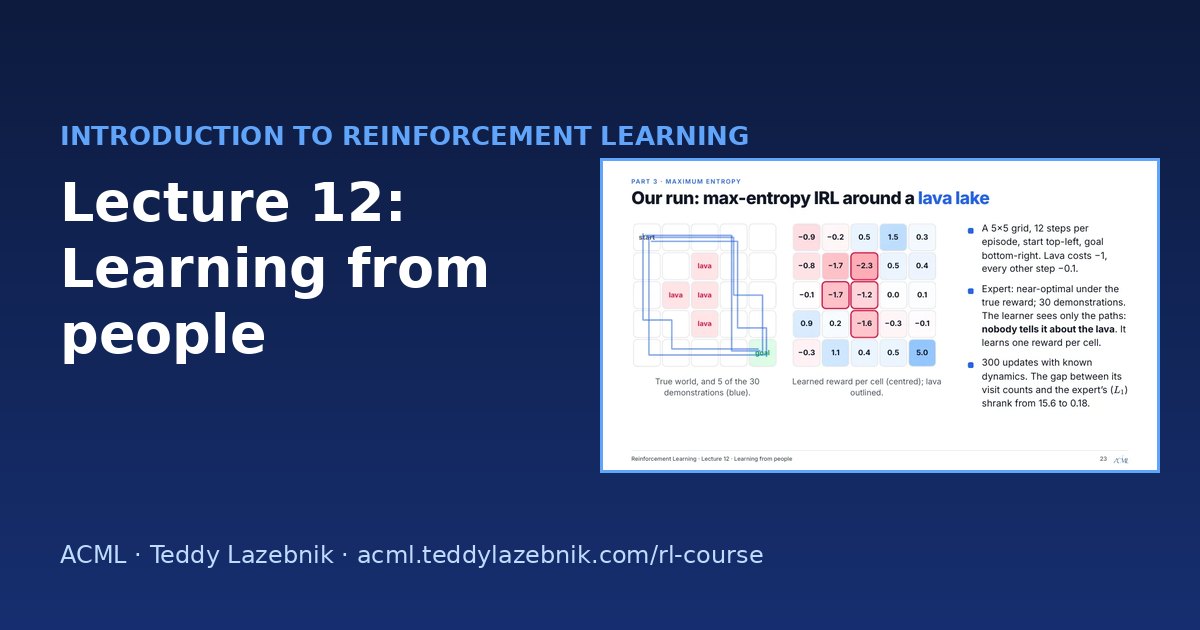 INTRODUCTION TO REINFORCEMENT LEARNING
Lecture 12:
Learning from
people
PART 3 · MAXIMUM ENTROPY
Our run: max-entropy IRL around a lava lake
start
lava
lava lava
lava
goal
True world, and 5 of the 30
demonstrations (blue).
−0.9 −0.2 0.5 1.5 0.3
−0.8 −1.7 −2.3 0.5 0.4
−0.1 −1.7 −1.2 0.0 0.1
0.9 0.2 −1.6 −0.3 −0.1
−0.3 1.1 0.4 0.5 5.0
Learned reward per cell (centred); lava
outlined.
A 5×5 grid, 12 steps per
episode, start top-left, goal
bottom-right. Lava costs −1,
every other step −0.1.
Expert: near-optimal under the
true reward; 30 demonstrations.
The learner sees only the paths:
nobody tells it about the lava. It
learns one reward per cell.
300 updates with known
dynamics. The gap between its
visit counts and the expert's (L₁)
shrank from 15.6 to 0.18.
Reinforcement Learning · Lecture 12 · Learning from people
23 ACML
ACML · Teddy Lazebnik · acml.teddylazebnik.com/rl-course